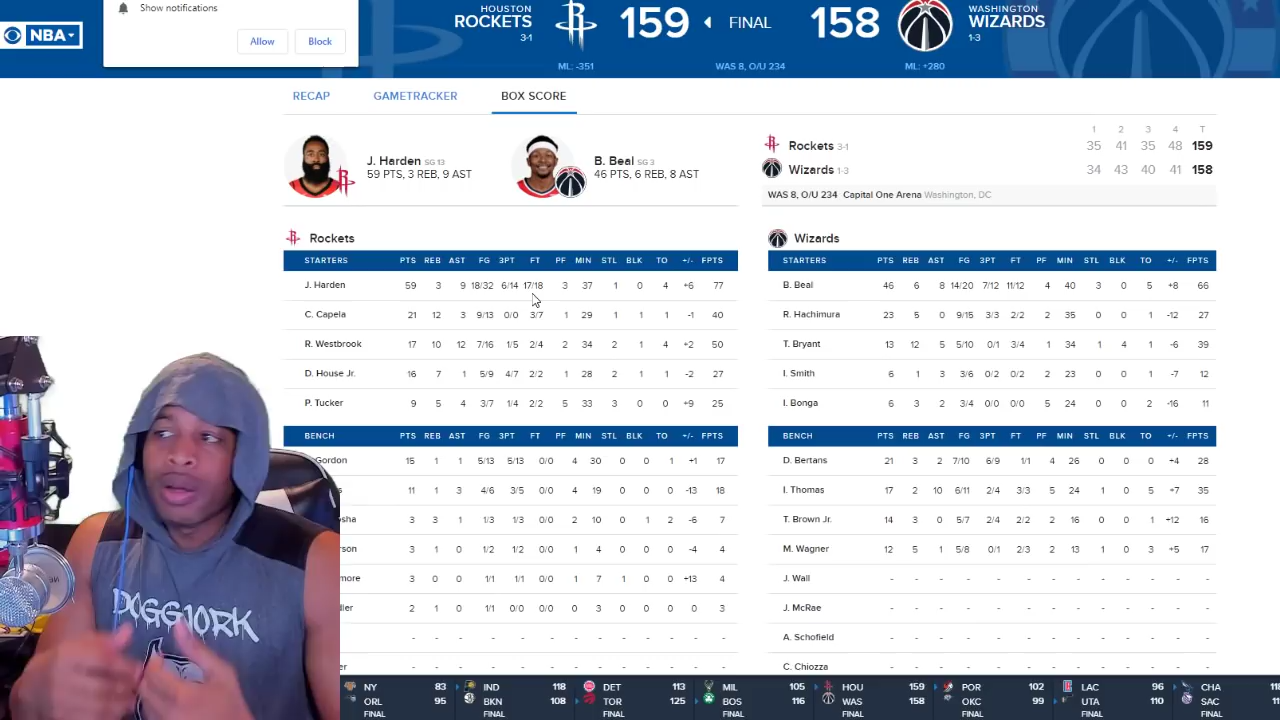 Show notifications
Allow Block
NBA
HOUSTON
ROCKETS
3-1
159
FINAL
158
WASHINGTON
WIZARDS
1-3
ML: -351 WAS 8, O/U 234 ML: +280
RECAP GAMETRACKER BOX SCORE
J. Harden SG 13
59 PTS, 3 REB, 9 AST
B. Beal SG 3
46 PTS, 6 REB, 8 AST
1 2 3 4 T
Rockets 3-1 35 41 35 48 159
Wizards 1-3 34 43 40 41 158
WAS 8, O/U 234 Capital One Arena Washington, DC
Rockets
STARTERS PTS REB AST FG 3PT FT PF MIN STL BLK TO +/- FPTS
J. Harden 59 3 9 18/32 6/14 17/18 3 37 1 0 4 +6 77
C. Capela 21 12 3 9/13 0/0 3/7 1 29 1 1 1 -1 40
R. Westbrook 17 10 12 7/16 1/5 2/4 2 34 2 1 4 +2 50
D. House Jr. 16 7 1 5/9 4/7 2/2 1 28 2 1 1 -2 27
P. Tucker 9 5 4 3/7 1/4 2/2 5 33 3 0 0 +9 25
BENCH PTS REB AST FG 3PT FT PF MIN STL BLK TO +/- FPTS
Gordon 15 1 1 5/13 5/13 0/0 4 30 0 0 1 +1 17
11 1 3 4/6 3/5 0/0 4 19 0 0 0 -13 18
3 3 1 1/3 1/3 0/0 2 10 0 1 2 -6 7
3 1 0 1/2 1/2 0/0 1 4 0 0 0 -4 4
3 0 0 1/1 1/1 0/0 1 7 1 0 0 +13 4
2 1 0 1/1 0/0 0/0 0 3 0 0 0 0 3
- - - - - - - - - - - - -
- - - - - - - - - - - - -
Wizards
STARTERS PTS REB AST FG 3PT FT PF MIN STL BLK TO +/- FPTS
B. Beal 46 6 8 14/20 7/12 11/12 4 40 3 0 5 +8 66
R. Hachimura 23 5 0 9/15 3/3 2/2 2 35 0 0 1 -12 27
T. Bryant 13 12 5 5/10 0/1 3/4 1 34 1 4 1 -6 39
I. Smith 6 1 3 3/6 0/2 0/2 2 23 0 0 1 -7 12
I. Bonga 6 3 2 3/4 0/0 0/0 5 24 0 0 2 -16 11
BENCH PTS REB AST FG 3PT FT PF MIN STL BLK TO +/- FPTS
D. Bertans 21 3 2 7/10 6/9 1/1 4 26 0 0 0 +4 28
I. Thomas 17 2 10 6/11 2/4 3/3 5 24 1 0 5 +7 35
T. Brown Jr. 14 3 0 5/7 2/4 2/2 2 16 0 0 1 +12 16
M. Wagner 12 5 1 5/8 0/1 2/3 2 13 1 0 3 +5 17
J. Wall - - - - - - - - - - - - -
J. McRae - - - - - - - - - - - - -
A. Schofield - - - - - - - - - - - - -
C. Chiozza - - - - - - - - - - - - -
NY 83 IND 118 DET 113 MIL 105 HOU 159 POR 102 LAC 96 CHA
ORL 95 BKN 108 TOR 125 BOS 116 WAS 158 OKC 99 UTA 110 SAC
FINAL FINAL FINAL FINAL FINAL FINAL FINAL FINAL